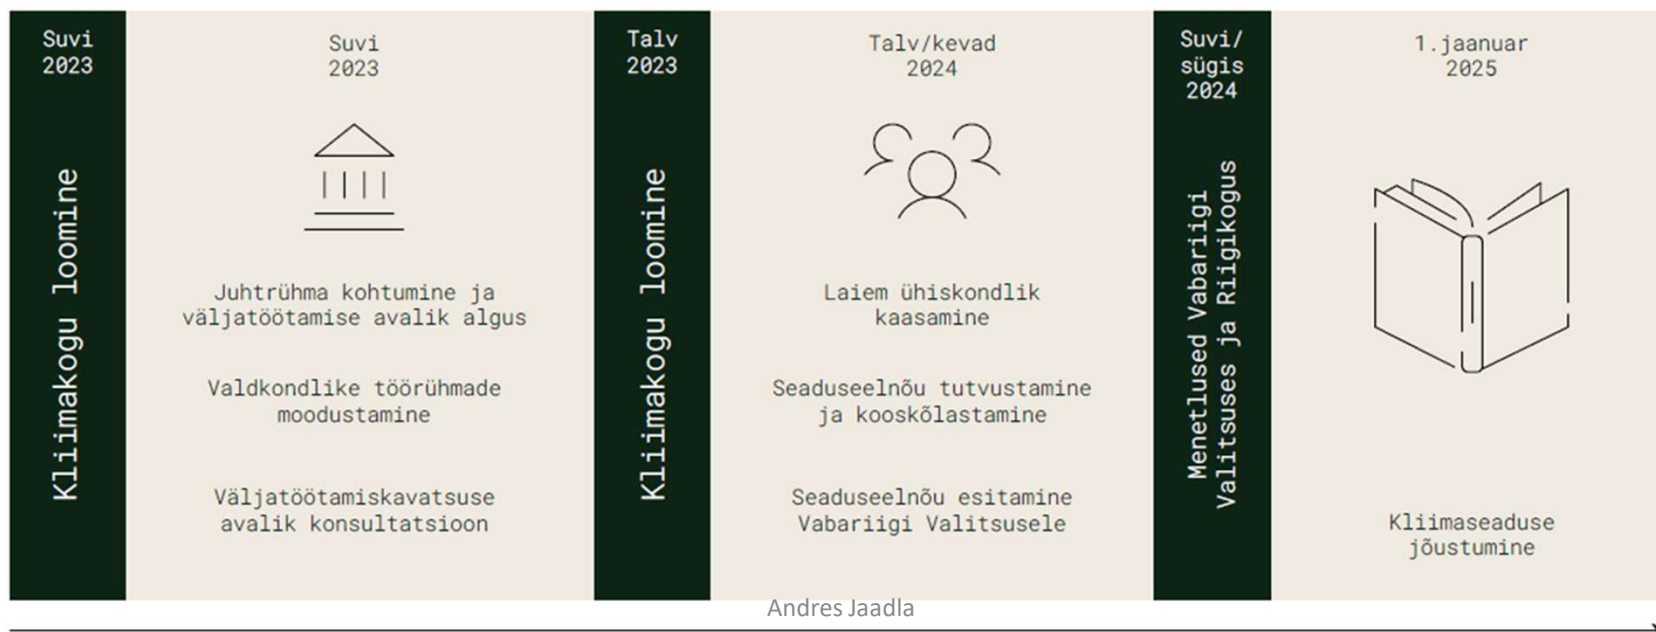 Suvi
2023
Kliimakogu loomine
Suvi
2023
Juhtrühma kohtumine ja
väljatöötamise avalik algus
Valdkondlike töörühmade
moodustamine
Väljatöötamiskavatsuse
avalik konsultatsioon
Talv
2023
Kliimakogu loomine
Talv/kevad
2024
Laiem ühiskondlik
kaasamine
Seaduseelnõu tutvustamine
ja kooskõlastamine
Seaduseelnõu esitamine
Vabariigi Valitsusele
Suvi/
sügis
2024
Menetlused Vabariigi
Valitsuses ja Riigikogus
1.jaanuar
2025
Kliimaseaduse
jõustumine
Andres Jaadla